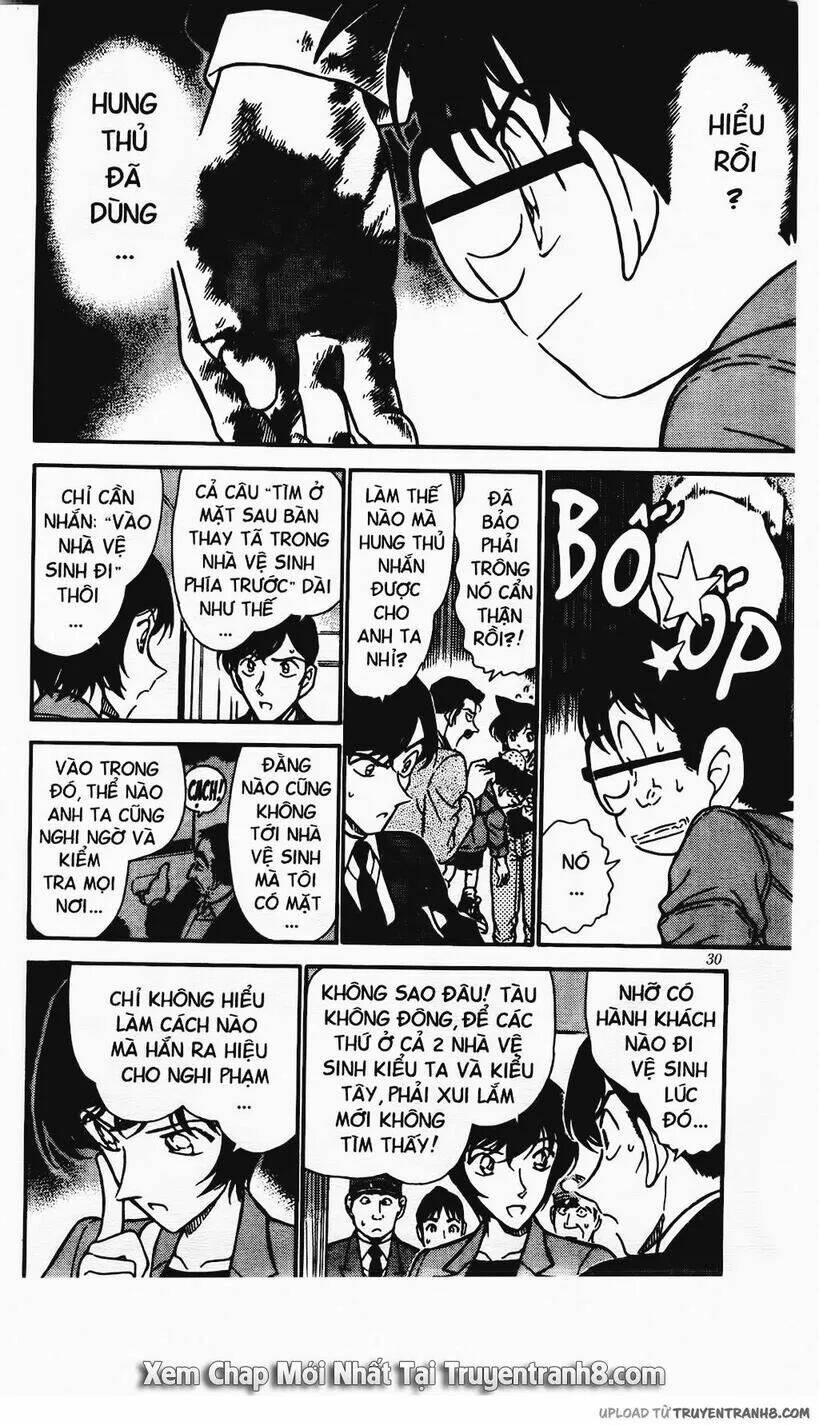 HIỂU
RỒI
?
HUNG
THỦ
ĐÃ
DÙNG
...
BỐP
ỐP
NÓ
...
ĐÃ
BẢO
PHẢI
TRÔNG
NÓ CẨN
THẬN
RỒI?!
LÀM THẾ
NÀO MÀ
HUNG THỦ
NHẮN
ĐƯỢC
CHO
ANH TA
NHỈ?
CẢ CÂU "TÌM Ở
MẶT SAU BÀN
THAY TÃ TRONG
NHÀ VỆ SINH
PHÍA TRƯỚC" DÀI
NHƯ THẾ
...
CHỈ CẦN
NHẮN: "VÀO
NHÀ VỆ
SINH ĐI"
THÔI
...
ĐẰNG
NÀO CŨNG
KHÔNG
TỚI NHÀ
VỆ SINH
MÀ TÔI
CÓ MẶT
...
CẠCH!
VÀO TRONG
ĐÓ, THỂ NÀO
ANH TA CŨNG
NGHI NGỜ VÀ
KIỂM
TRA MỌI
NƠI...
30
NHỠ CÓ
HÀNH KHÁCH
NÀO ĐI
VỆ SINH
LÚC
ĐÓ...
KHÔNG SAO ĐÂU! TÀU
KHÔNG ĐÔNG, ĐỂ CÁC
THỨ Ở CẢ 2 NHÀ VỆ
SINH KIỂU TA VÀ KIỂU
TÂY, PHẢI XUI LẮM
MỚI KHÔNG
TÌM THẤY!
CHỈ KHÔNG HIỂU
LÀM CÁCH NÀO
MÀ HẮN RA HIỆU
CHO NGHI PHẠM
...
Xem Chap Mới Nhất Tại Truyentranh8.com
UPLOAD TỪ TRUYENTRANH8.COM